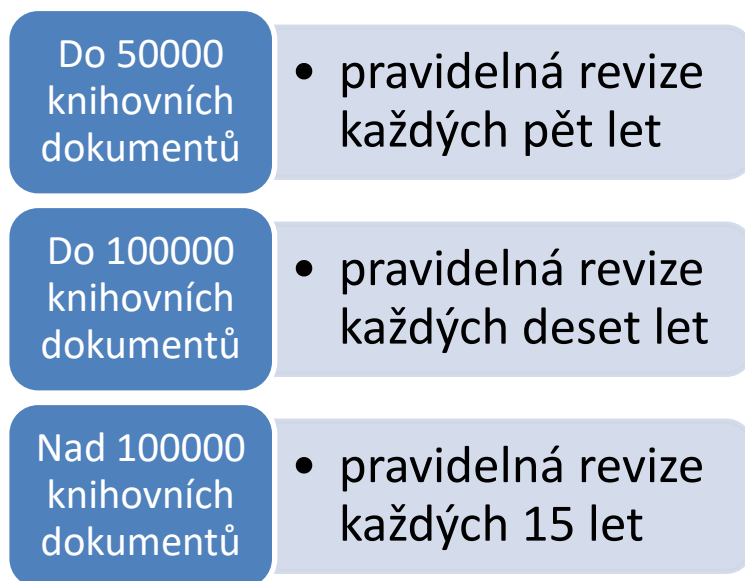 Do 50000
knihovních
dokumentů
• pravidelná revize
každých pět let
Do 100000
knihovních
dokumentů
• pravidelná revize
každých deset let
Nad 100000
knihovních
dokumentů
• pravidelná revize
každých 15 let